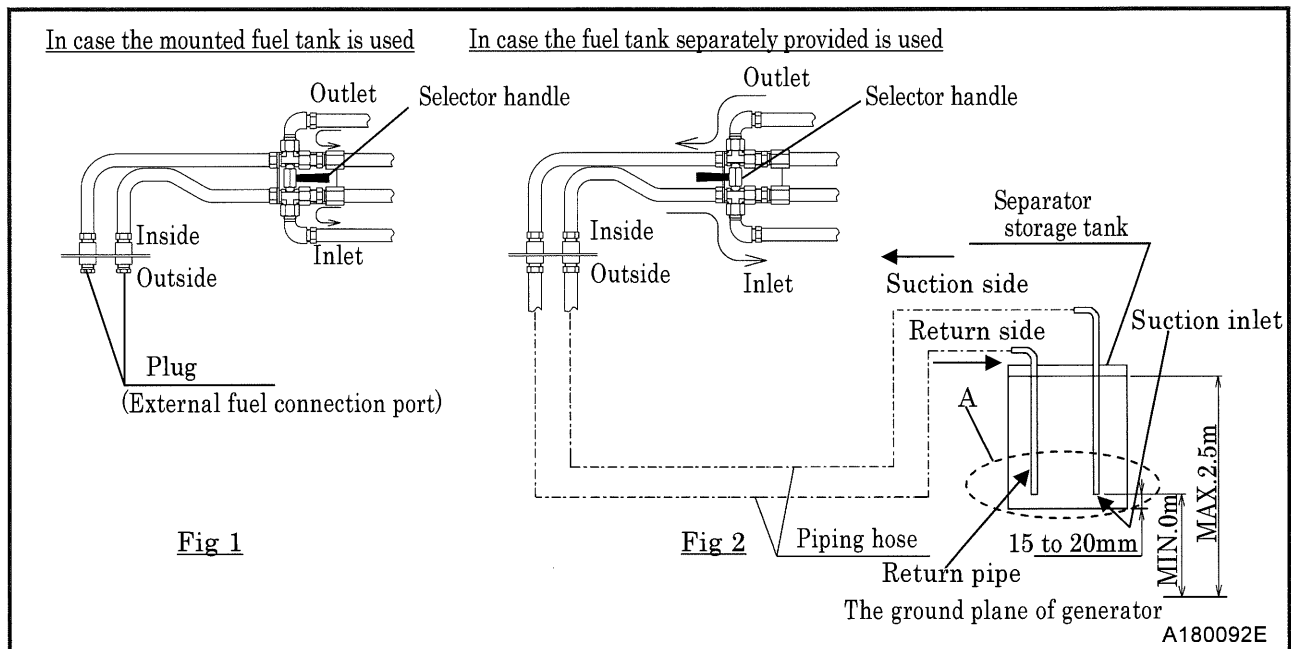 In case the mounted fuel tank is used
In case the fuel tank separately provided is used
Outlet
Selector handle
Inside
Outside
Inlet
Plug
(External fuel connection port)
Fig 1
Outlet
Selector handle
Inside
Outside
Inlet
Separator
storage tank
Suction side
Return side
Suction inlet
A
MAX.2.5m
MIN.0m
15 to 20mm
Fig 2
Piping hose
Return pipe
The ground plane of generator
A180092E